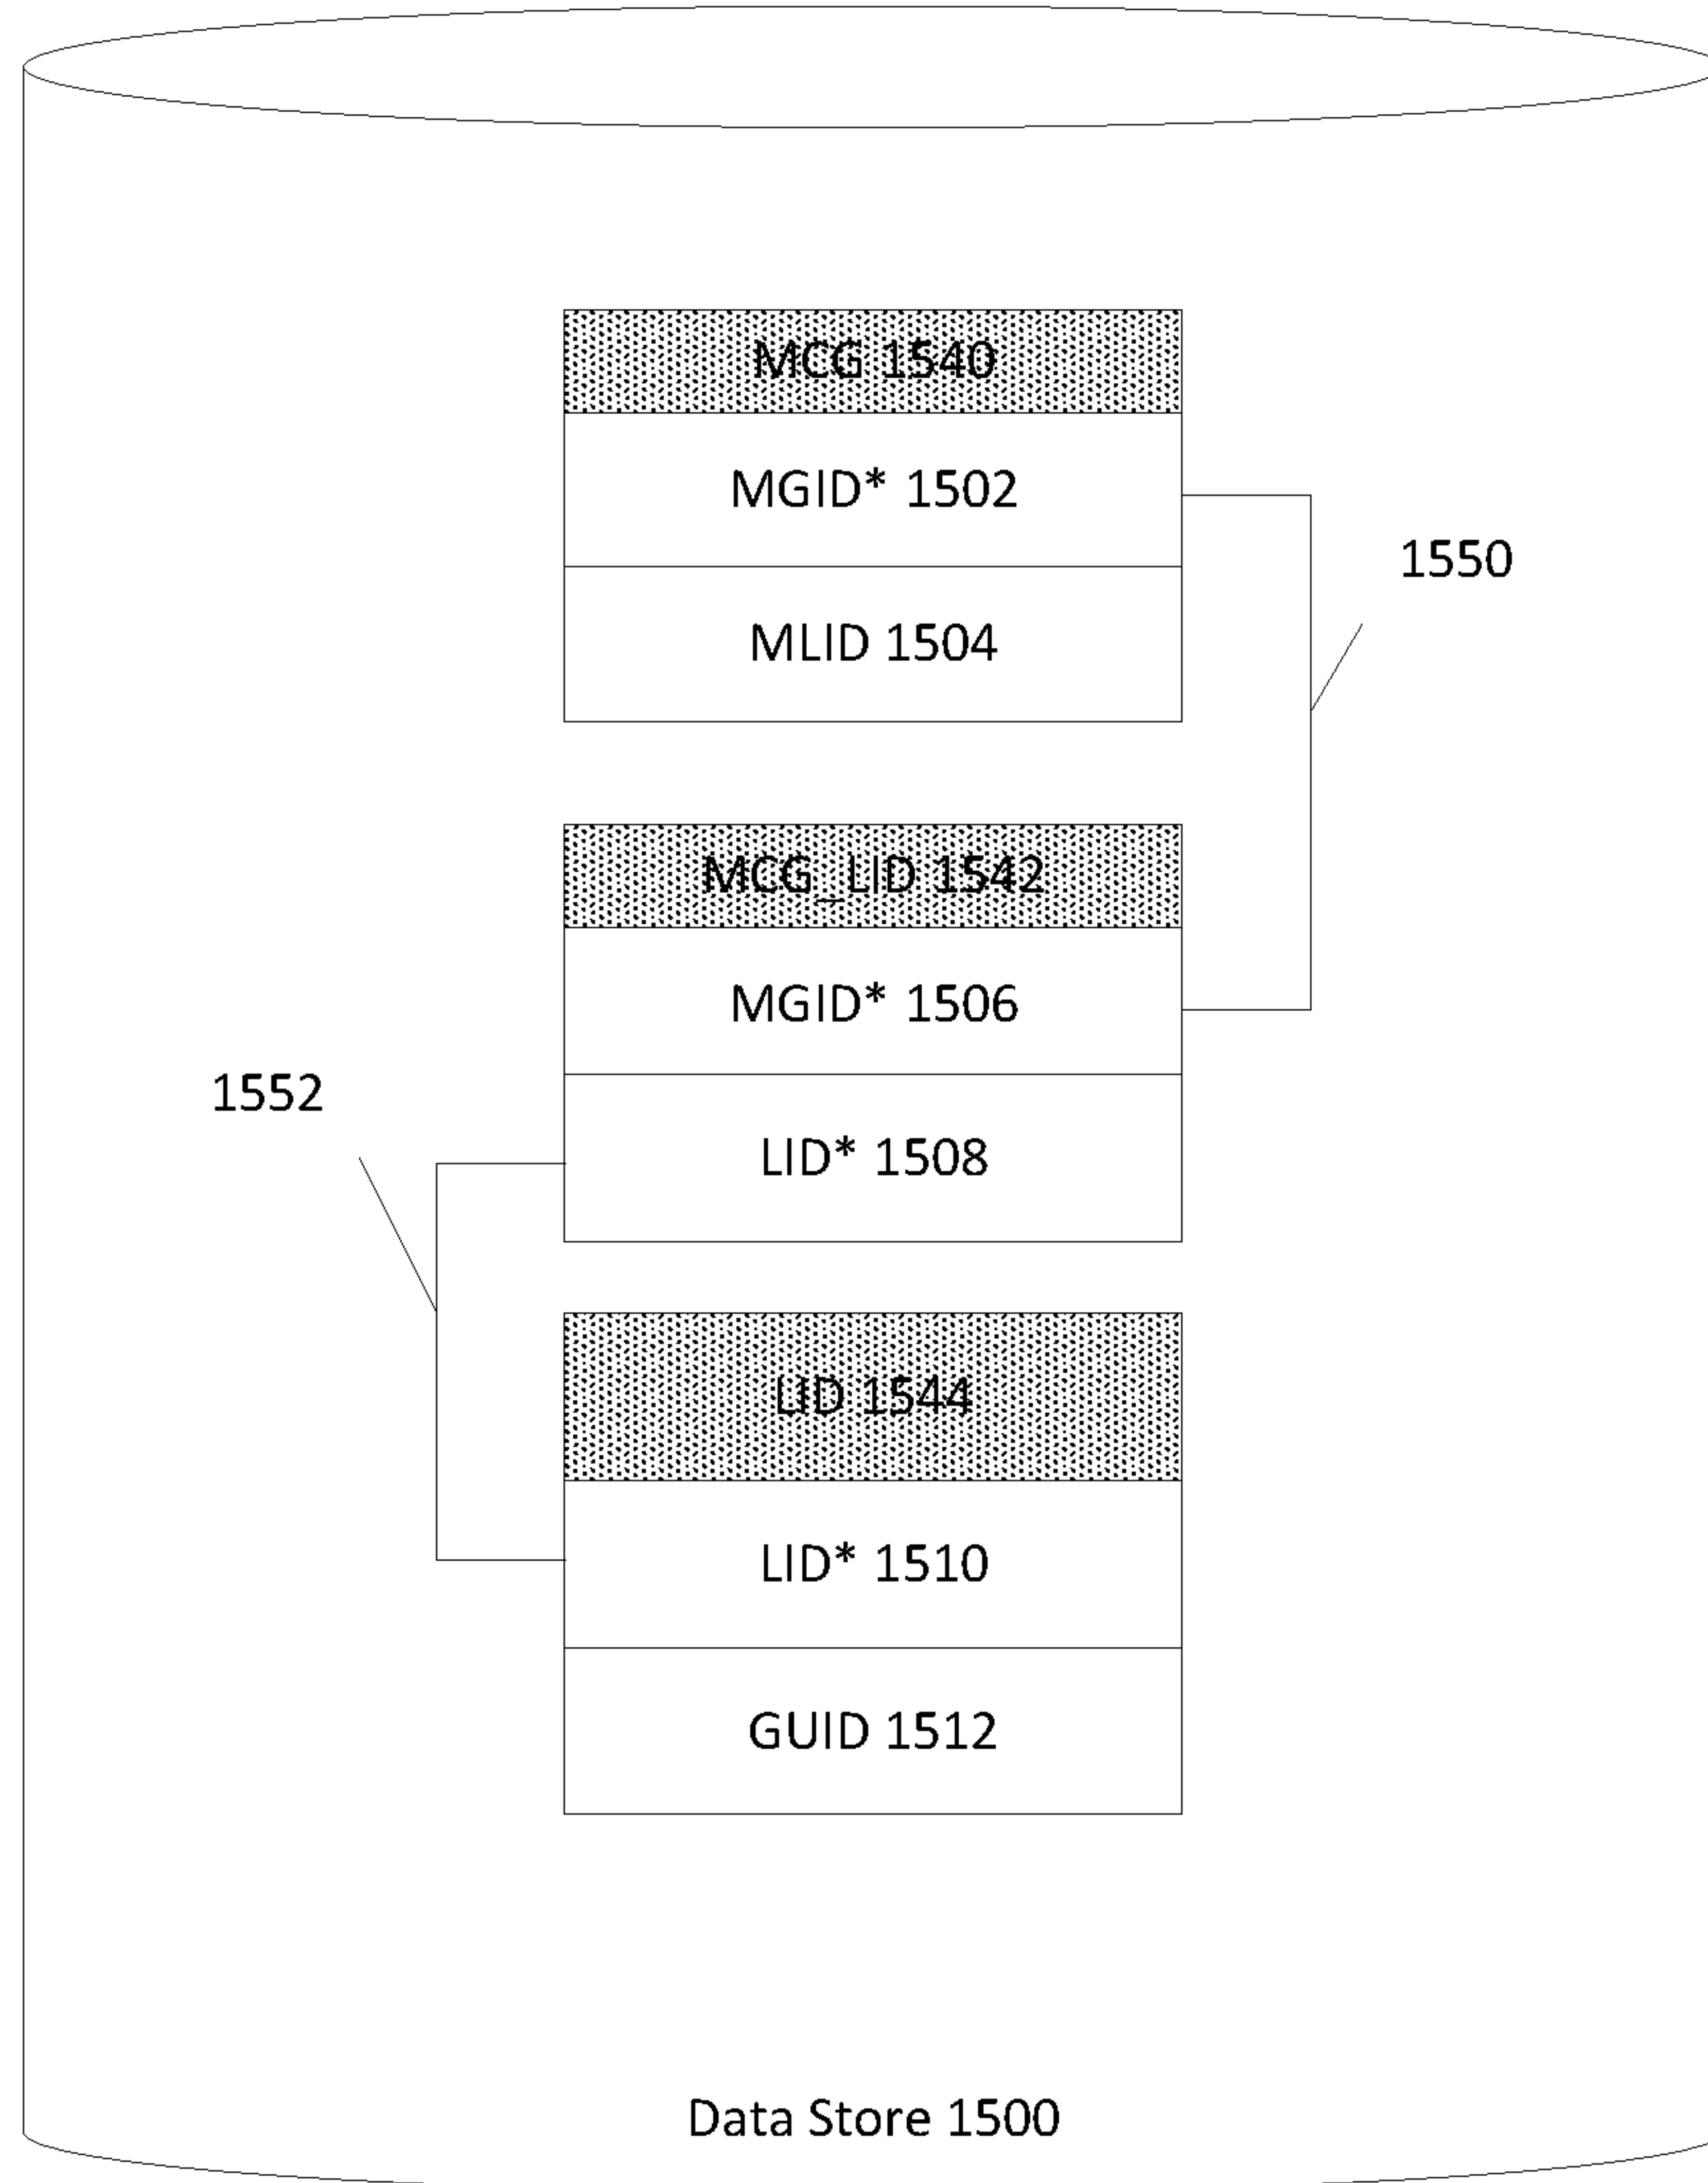 MCG 1540
MGID* 1502
1550
MLID 1504
MCG_LID 1542
MGID* 1506
1552
LID* 1508
LID 1544
LID* 1510
GUID 1512
Data Store 1500